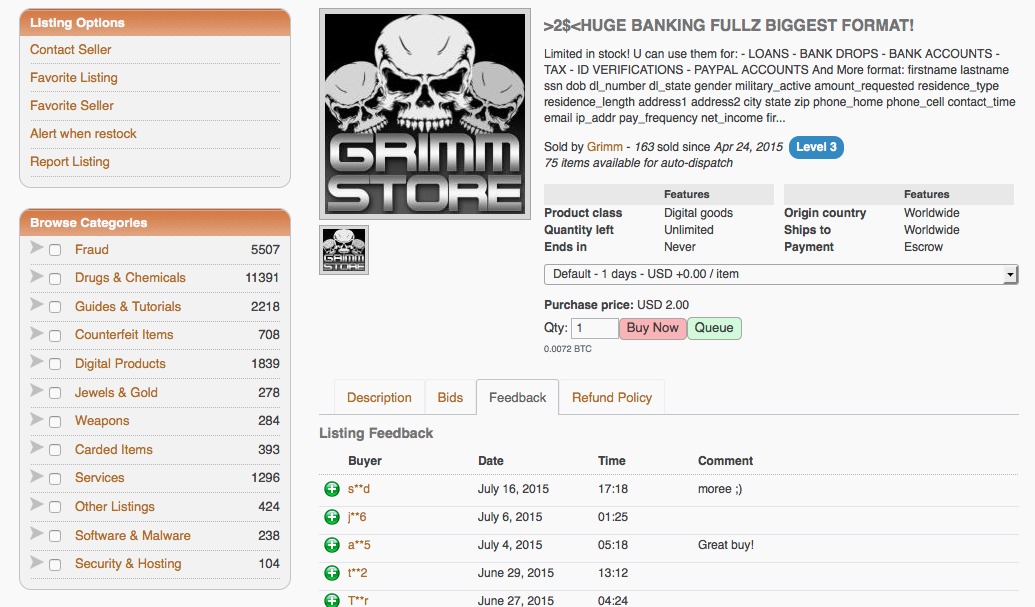 Listing Options
Contact Seller
Favorite Listing
Favorite Seller
Alert when restock
Report Listing
Browse Categories
Fraud 5507
Drugs & Chemicals 11391
Guides & Tutorials 2218
Counterfeit Items 708
Digital Products 1839
Jewels & Gold 278
Weapons 284
Carded Items 393
Services 1296
Other Listings 424
Software & Malware 238
Security & Hosting 104
GRIMM
STORE
GRIMM
STORE
>2$<HUGE BANKING FULLZ BIGGEST FORMAT!
Limited in stock! U can use them for: - LOANS - BANK DROPS - BANK ACCOUNTS -
TAX - ID VERIFICATIONS - PAYPAL ACCOUNTS And More format: firstname lastname
ssn dob dl_number dl_state gender military_active amount_requested residence_type
residence_length address1 address2 city state zip phone_home phone_cell contact_time
email ip_addr pay_frequency net_income fir...
Sold by Grimm - 163 sold since Apr 24, 2015 Level 3
75 items available for auto-dispatch
Features Features
Product class Digital goods Origin country Worldwide
Quantity left Unlimited Ships to Worldwide
Ends in Never Payment Escrow
Default - 1 days - USD +0.00 / item
Purchase price: USD 2.00
Qty: 1 Buy Now Queue
0.0072 BTC
Description Bids Feedback Refund Policy
Listing Feedback
Buyer Date Time Comment
s**d July 16, 2015 17:18 moree ;)
j**6 July 6, 2015 01:25
a**5 July 4, 2015 05:18 Great buy!
t**2 June 29, 2015 13:12
T**r June 27, 2015 04:24